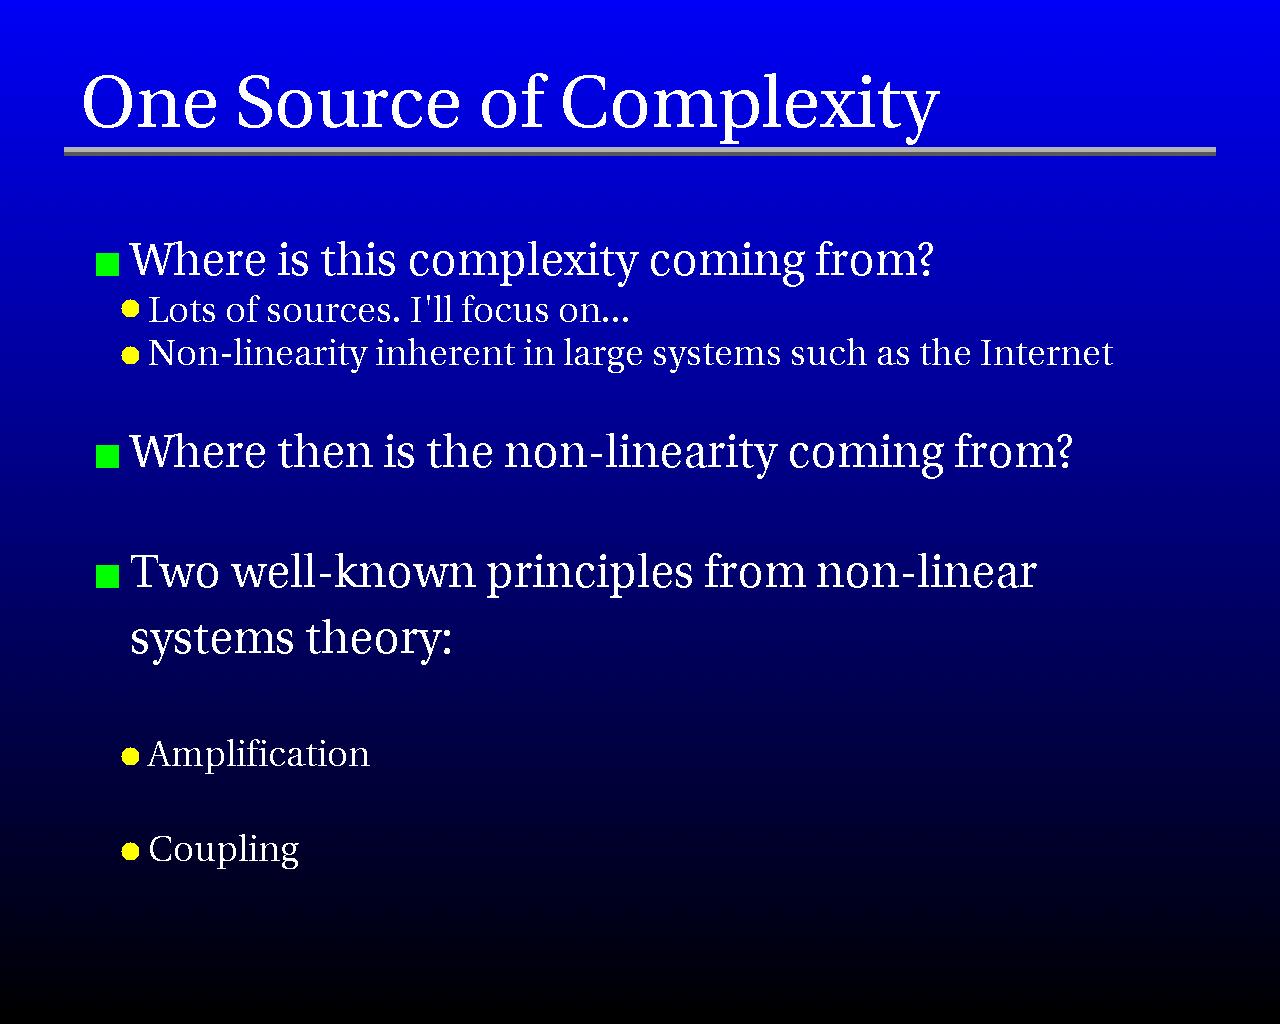 One Source of Complexity
Where is this complexity coming from?
Lots of sources. I'll focus on...
Non-linearity inherent in large systems such as the Internet
Where then is the non-linearity coming from?
Two well-known principles from non-linear
systems theory:
Amplification
Coupling